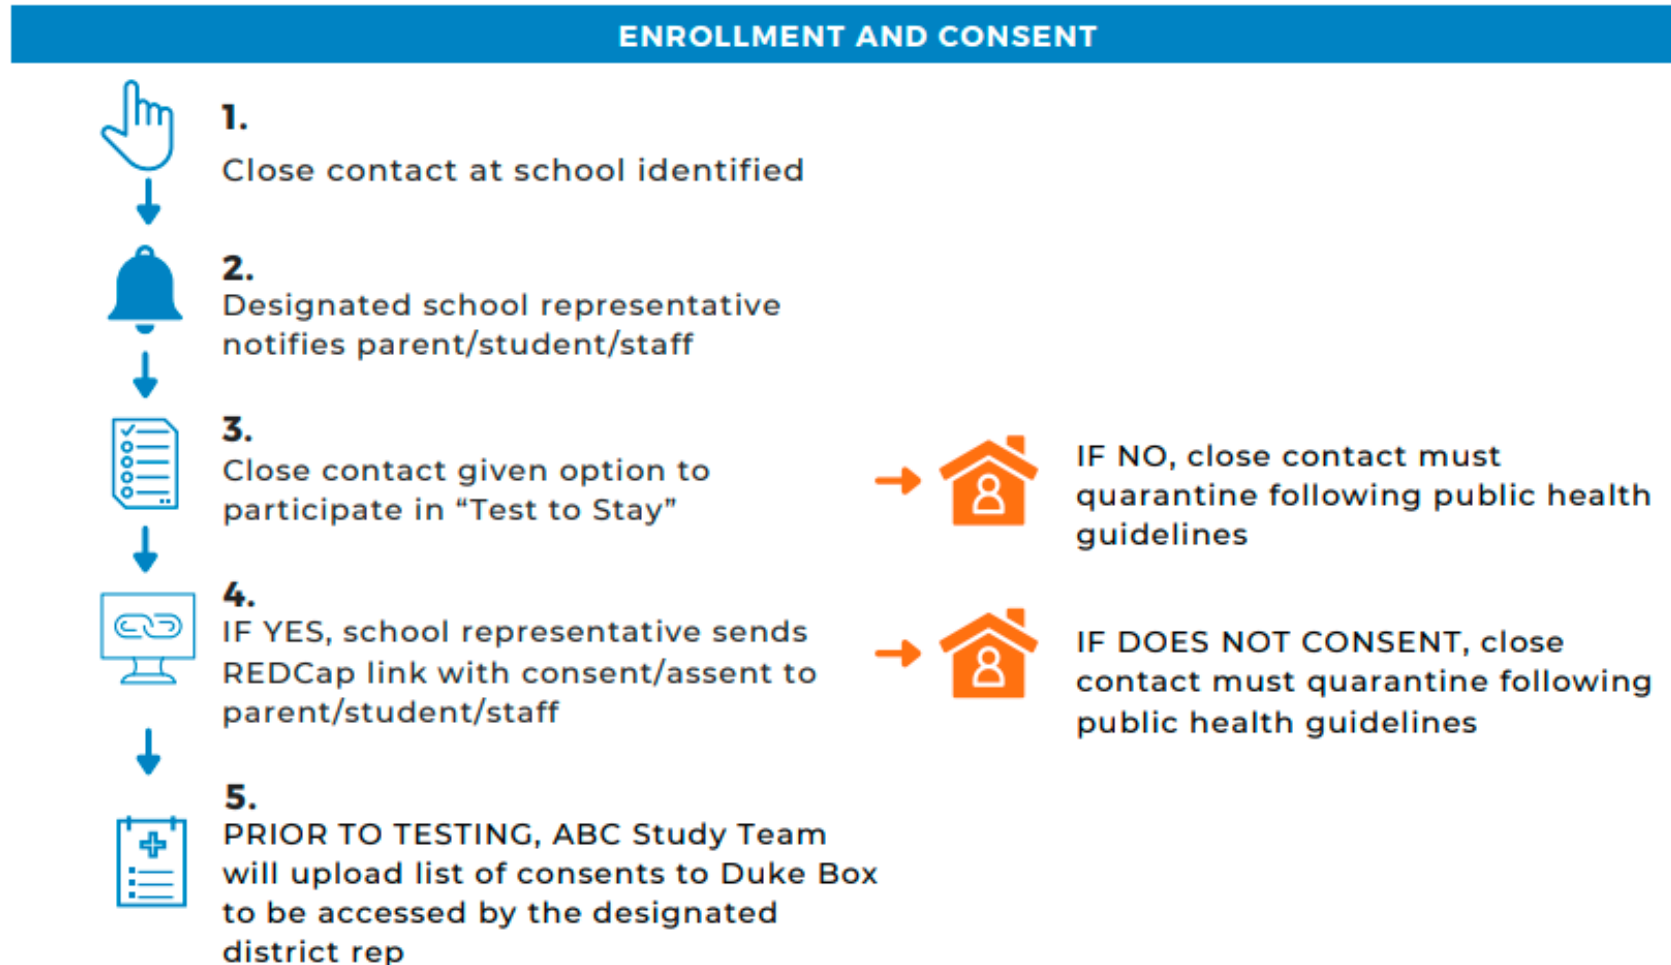 ENROLLMENT AND CONSENT
1.
Close contact at school identified
2.
Designated school representative
notifies parent/student/staff
3.
Close contact given option to
participate in “Test to Stay”
IF NO, close contact must
quarantine following public health
guidelines
4.
IF YES, school representative sends
REDCap link with consent/assent to
parent/student/staff
IF DOES NOT CONSENT, close
contact must quarantine following
public health guidelines
5.
PRIOR TO TESTING, ABC Study Team
will upload list of consents to Duke Box
to be accessed by the designated
district rep